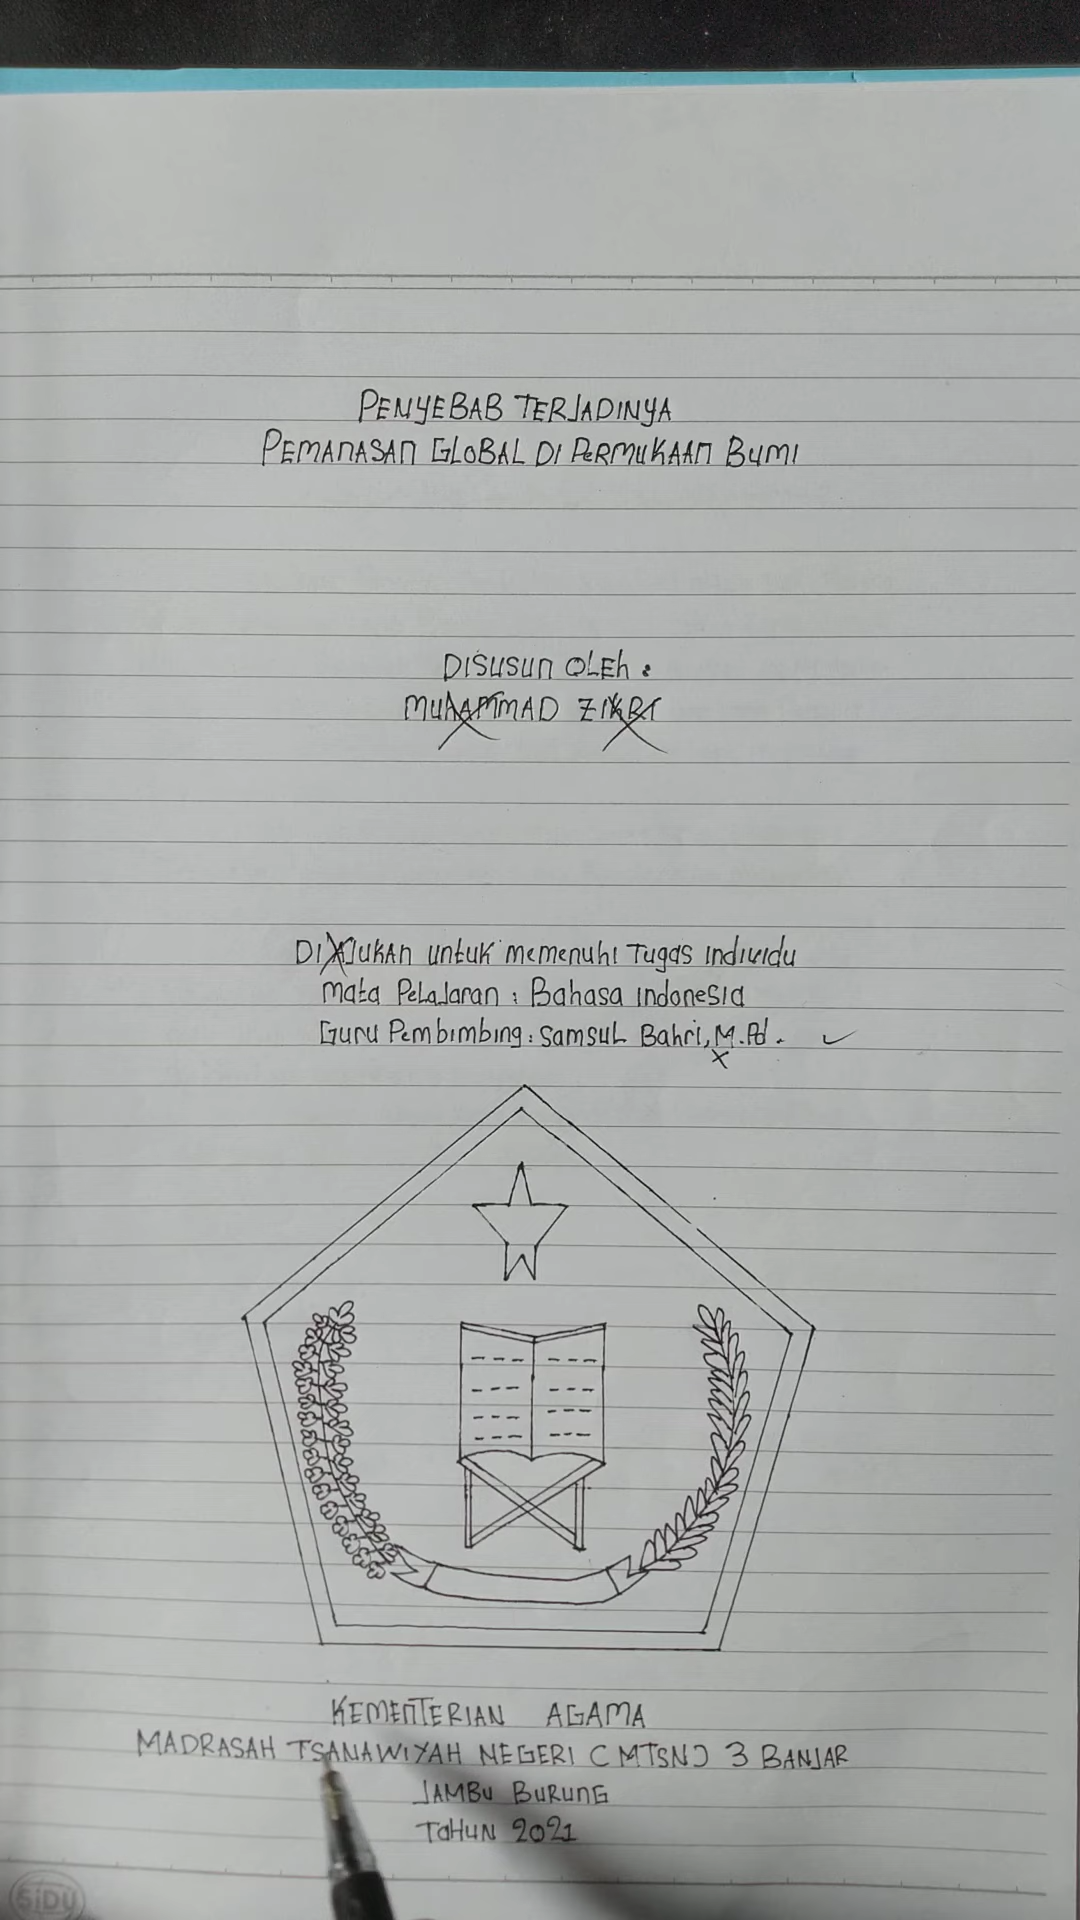 PENYEBAB TERJADINYA
PEMANASAN GLOBAL DI PERMUKAAN BUMI
DISUSUN OLEH :
MUHAMMAD ZIKRI
DIAJUKAN UNTUK MEMENUHI TUGAS INDIVIDU
MATA PELAJARAN : BAHASA INDONESIA
GURU PEMBIMBING : SAMSUL BAHRI, M.Pd.
KEMENTERIAN AGAMA
MADRASAH TSANAWIYAH NEGERI (MTSN) 3 BANJAR
JAMBU BURUNG
TAHUN 2021
SIDU